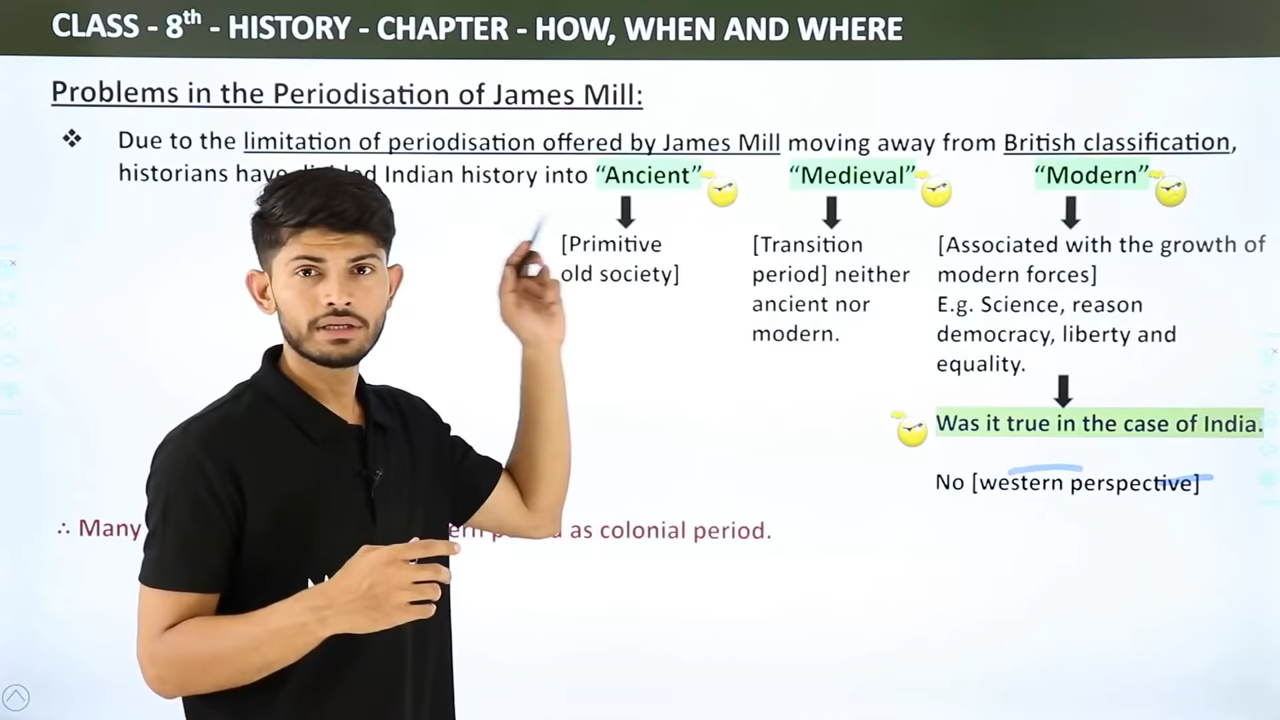 CLASS - 8th - HISTORY - CHAPTER - HOW, WHEN AND WHERE
Problems in the Periodisation of James Mill:
❖ Due to the limitation of periodisation offered by James Mill moving away from British classification,
historians have Indian history into “Ancient” “Medieval” “Modern”
[Primitive
old society]
[Transition
period] neither
ancient nor
modern.
[Associated with the growth of
modern forces]
E.g. Science, reason
democracy, liberty and
equality.
Was it true in the case of India.
No [western perspective]
∴ Many as colonial period.